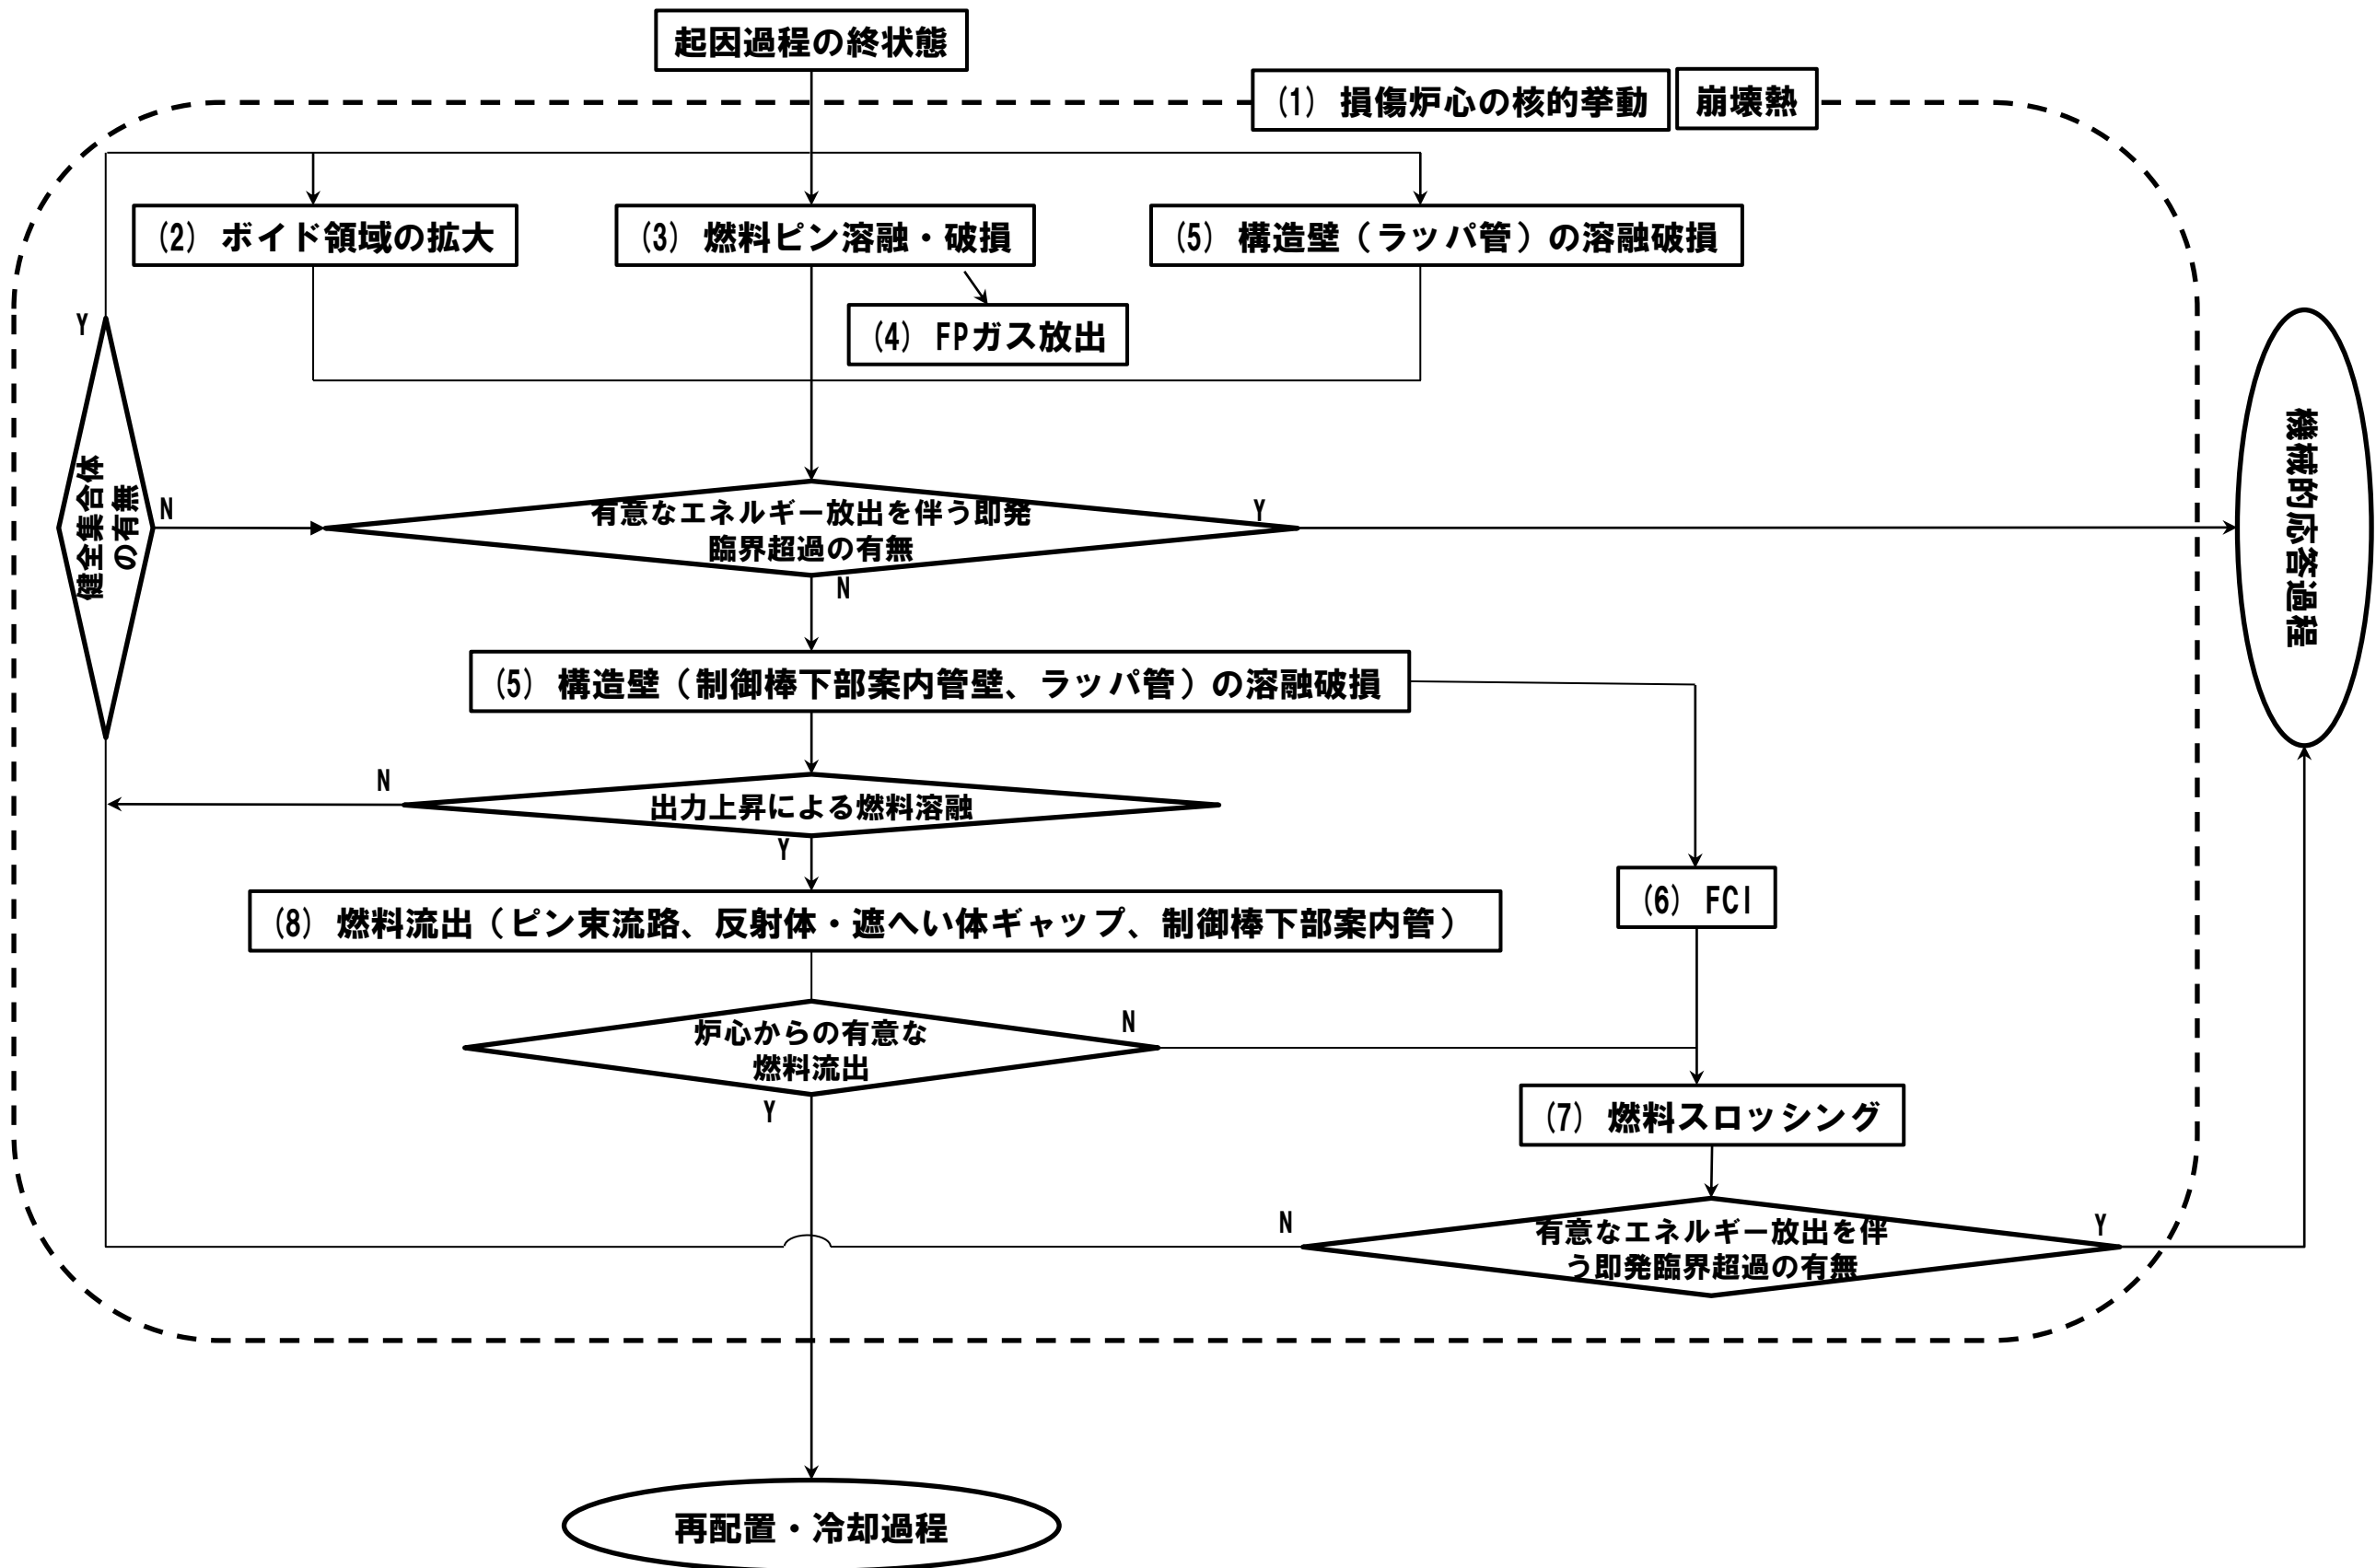 起因過程の終状態
(1) 損傷炉心の核的挙動
崩壊熱
(2) ボイド領域の拡大
(3) 燃料ピン溶融・破損
(5) 構造壁(ラッパ管)の溶融破損
(4) FPガス放出
Y
健全集合体
の有無
N
有意なエネルギー放出を伴う即発
臨界超過の有無
Y
N
機械的応答過程
(5) 構造壁(制御棒下部案内管壁、ラッパ管)の溶融破損
N
出力上昇による燃料溶融
Y
(6) FCI
(8) 燃料流出(ピン束流路、反射体・遮へい体ギャップ、制御棒下部案内管)
炉心からの有意な
燃料流出
N
Y
(7) 燃料スロッシング
N
有意なエネルギー放出を伴
う即発臨界超過の有無
Y
再配置・冷却過程